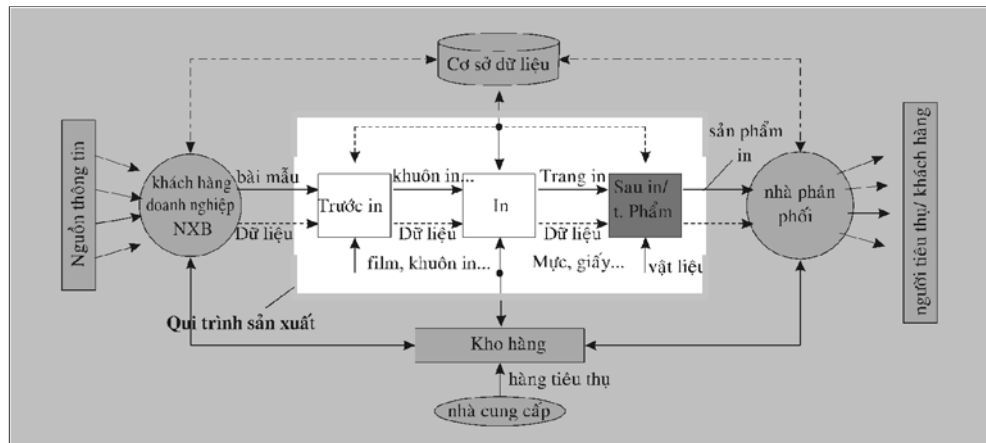 Cơ sở dữ liệu
Nguồn thông tin
khách hàng
doanh nghiệp
NXB
bài mẫu
Dữ liệu
Trước in
khuôn in...
Dữ liệu
In
Trang in
Dữ liệu
Sau in/
t. Phẩm
sản phẩm
in
nhà phân
phối
người tiêu thụ/ khách hàng
film, khuôn in...
Mực, giấy...
vật liệu
Qui trình sản xuất
Kho hàng
hàng tiêu thụ
nhà cung cấp